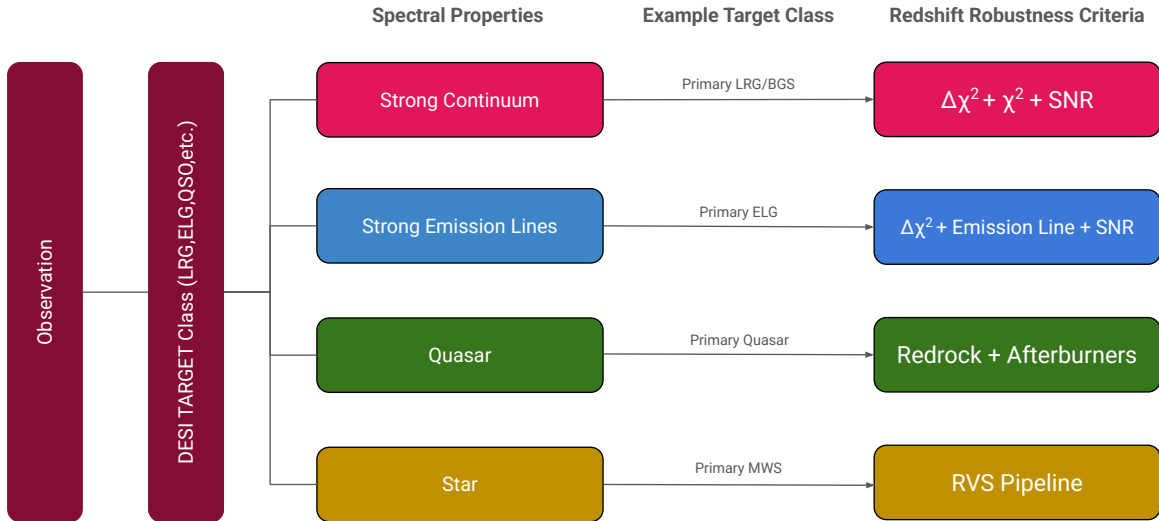 Spectral Properties
Example Target Class
Redshift Robustness Criteria
Observation
DESI TARGET Class (LRG,ELG,QSO,etc.)
Strong Continuum
Primary LRG/BGS
Δχ² + χ² + SNR
Strong Emission Lines
Primary ELG
Δχ² + Emission Line + SNR
Quasar
Primary Quasar
Redrock + Afterburners
Star
Primary MWS
RVS Pipeline